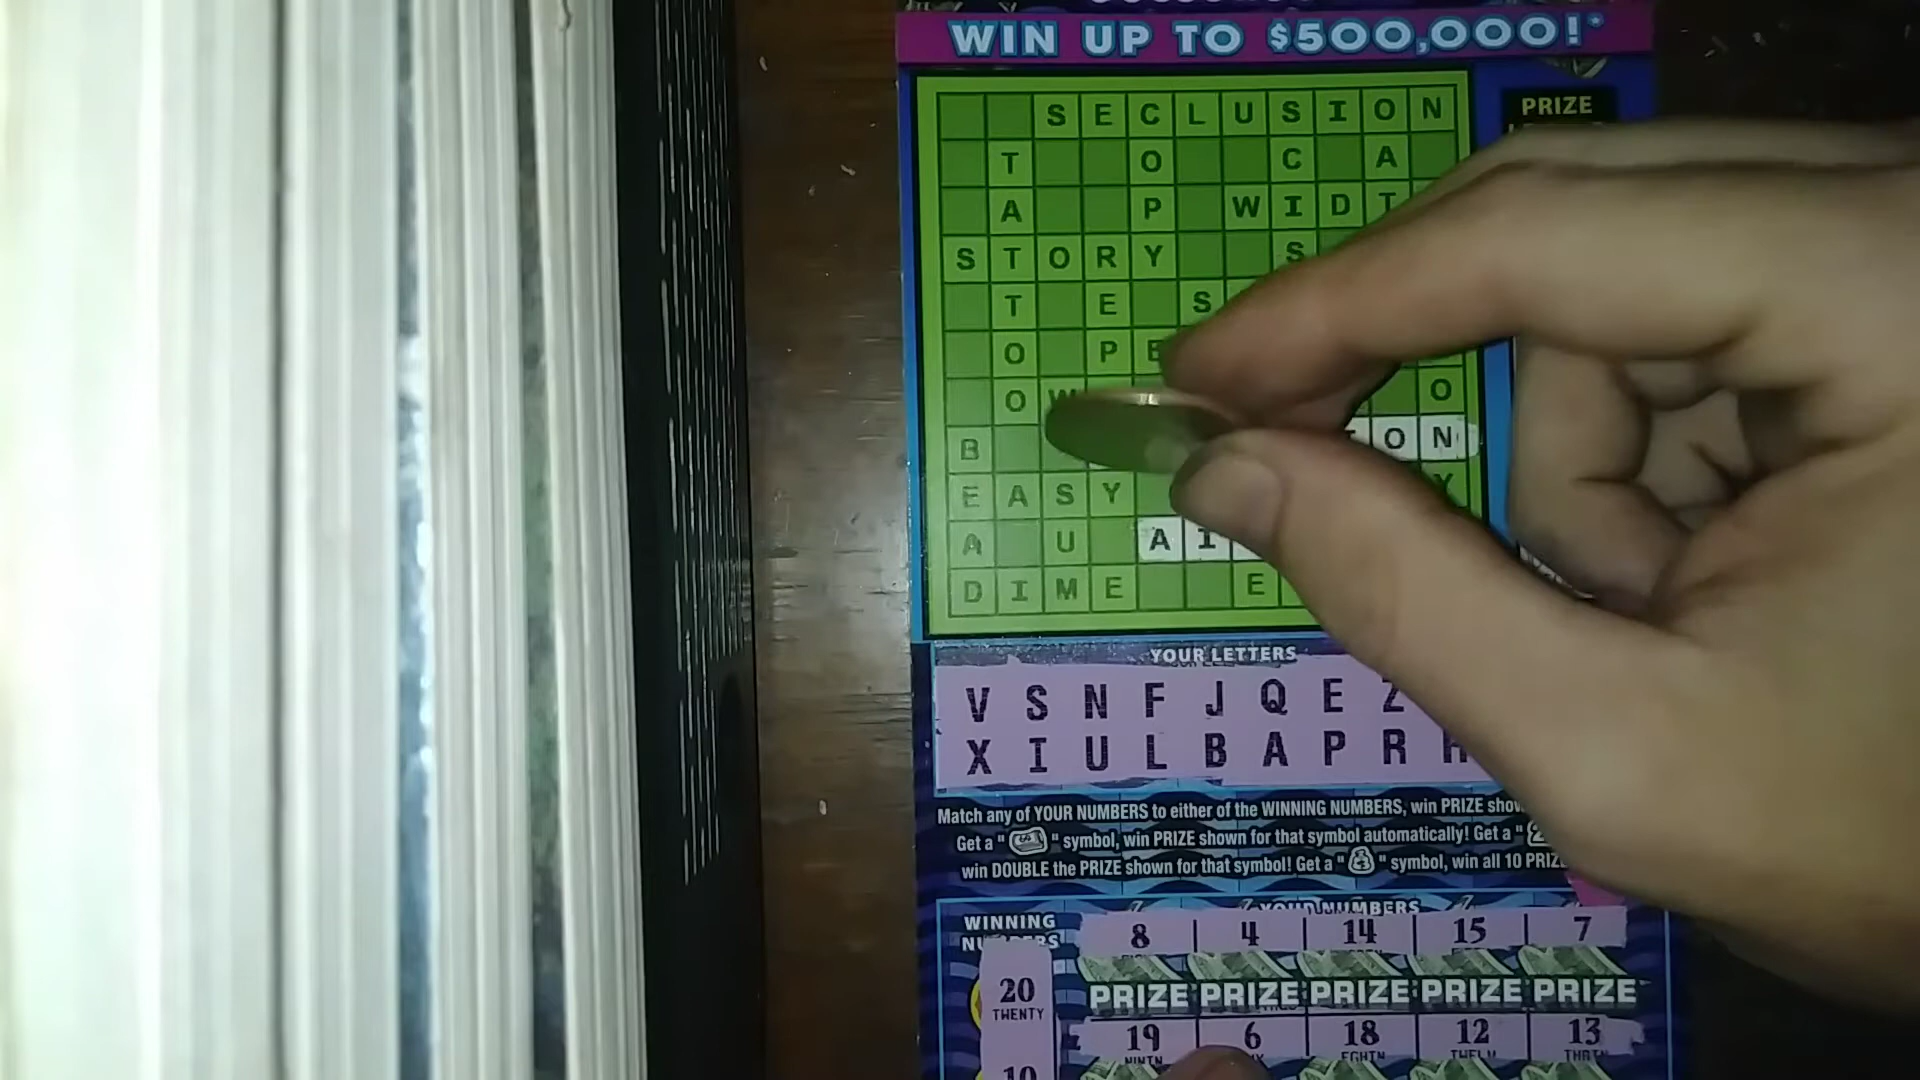 WIN UP TO $500,000!*
SECLUSION
PRIZE
T O C A
A P WIDT
STORY S
T E S
O P E
O W O
B ION
EASY Y
A U AI
DIME E
YOUR LETTERS
V S N F J Q E Z
X I U L B A P R H
Match any of YOUR NUMBERS to either of the WINNING NUMBERS, win PRIZE
Get a " " symbol, win PRIZE shown for that symbol automatically! Get a "
win DOUBLE the PRIZE shown for that symbol! Get a " " symbol, win all 10
YOUR NUMBERS
WINNING NUMBERS
8 4 14 15 7
20
TWENTY
PRIZE PRIZE PRIZE PRIZE PRIZE
19 6 18 12 13
10